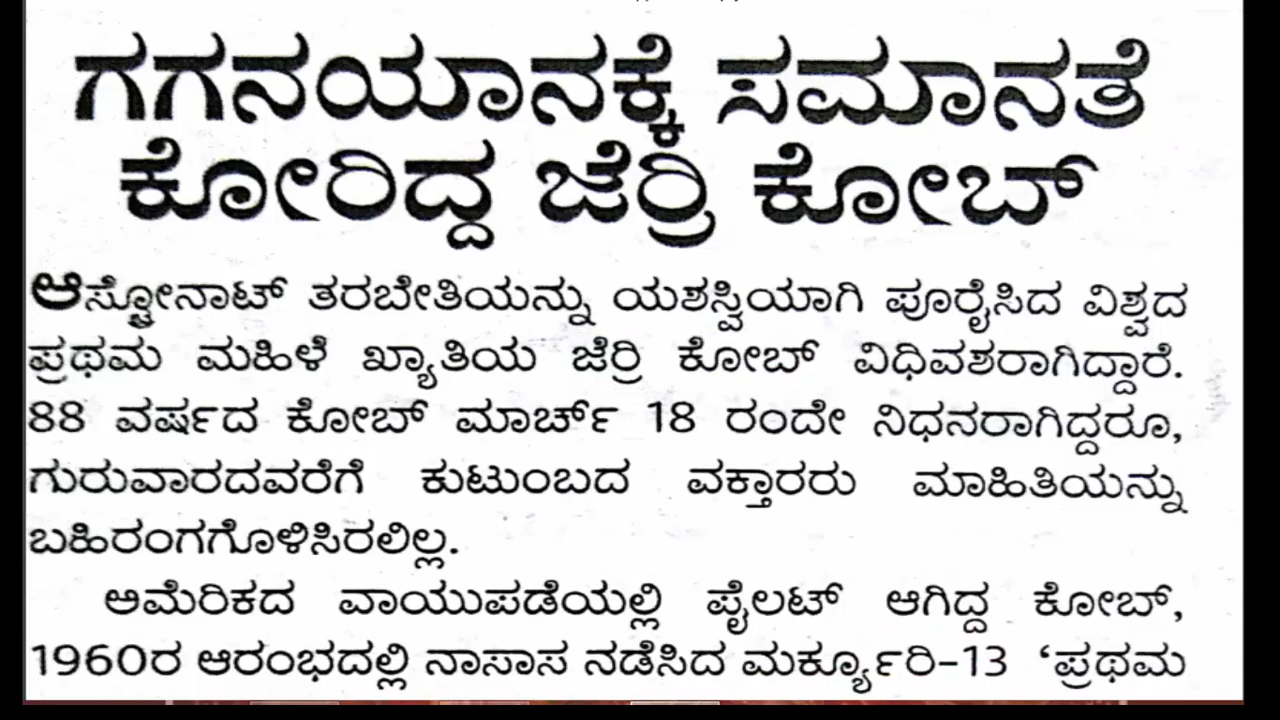 ಗಗನಯಾನಕ್ಕೆ ಸಮಾನತೆ
ಕೋರಿದ್ದ ಜೆರ್ರಿ ಕೋಬ್
ಆಸ್ಟ್ರೋನಾಟ್ ತರಬೇತಿಯನ್ನು ಯಶಸ್ವಿಯಾಗಿ ಪೂರೈಸಿದ ವಿಶ್ವದ
ಪ್ರಥಮ ಮಹಿಳೆ ಖ್ಯಾತಿಯ ಜೆರ್ರಿ ಕೋಬ್ ವಿಧಿವಶರಾಗಿದ್ದಾರೆ.
88 ವರ್ಷದ ಕೋಬ್ ಮಾರ್ಚ್ 18 ರಂದೇ ನಿಧನರಾಗಿದ್ದರೂ,
ಗುರುವಾರದವರೆಗೆ ಕುಟುಂಬದ ವಕ್ತಾರರು ಮಾಹಿತಿಯನ್ನು
ಬಹಿರಂಗಗೊಳಿಸಿರಲಿಲ್ಲ.
ಅಮೆರಿಕದ ವಾಯುಪಡೆಯಲ್ಲಿ ಪೈಲಟ್ ಆಗಿದ್ದ ಕೋಬ್,
1960ರ ಆರಂಭದಲ್ಲಿ ನಾಸಾಸ ನಡೆಸಿದ ಮರ್ಕ್ಯೂರಿ-13 ‘ಪ್ರಥಮ